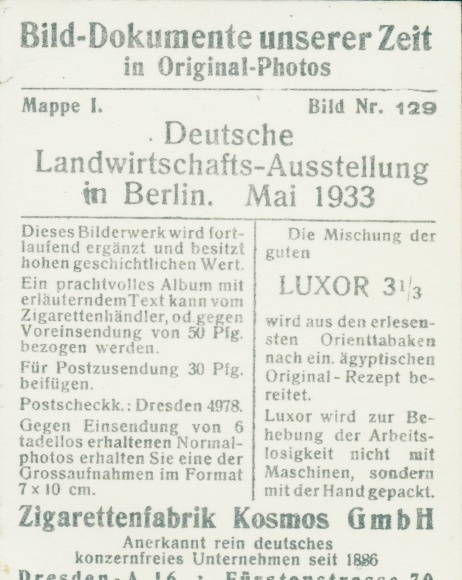 Bild-Dokumente unserer Zeit
in Original-Photos
Mappe I. Bild Nr. 129
Deutsche
Landwirtschafts-Ausstellung
in Berlin. Mai 1933
Dieses Bilderwerk wird fort-
laufend ergänzt und besitzt
hohen geschichtlichen Wert.
Ein prachtvolles Album mit
erläuterndem Text kann vom
Zigarettenhändler, od. gegen
Voreinsendung von 50 Pfg.
bezogen werden.
Für Postzusendung 30 Pfg.
beifügen.
Postscheckk.: Dresden 4978.
Gegen Einsendung von 6
tadellos erhaltenen Normal-
photos erhalten Sie eine der
Grossaufnahmen im Format
7 x 10 cm.
Die Mischung der
guten
LUXOR 3 1/3
wird aus den erlesen-
sten Orienttabaken
nach ein. ägyptischen
Original-Rezept be-
reitet.
Luxor wird zur Be-
hebung der Arbeits-
losigkeit nicht mit
Maschinen, sondern
mit der Hand gepackt.
Zigarettenfabrik Kosmos GmbH
Anerkannt rein deutsches
konzernfreies Unternehmen seit 1886
Dresden-A. 16 : Fürstenstrasse 70